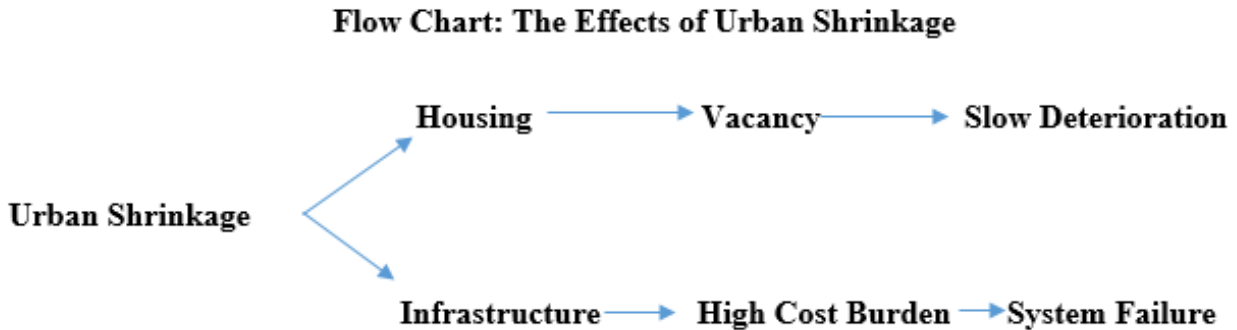 Flow Chart: The Effects of Urban Shrinkage
Housing Vacancy Slow Deterioration
Urban Shrinkage
Infrastructure High Cost Burden System Failure